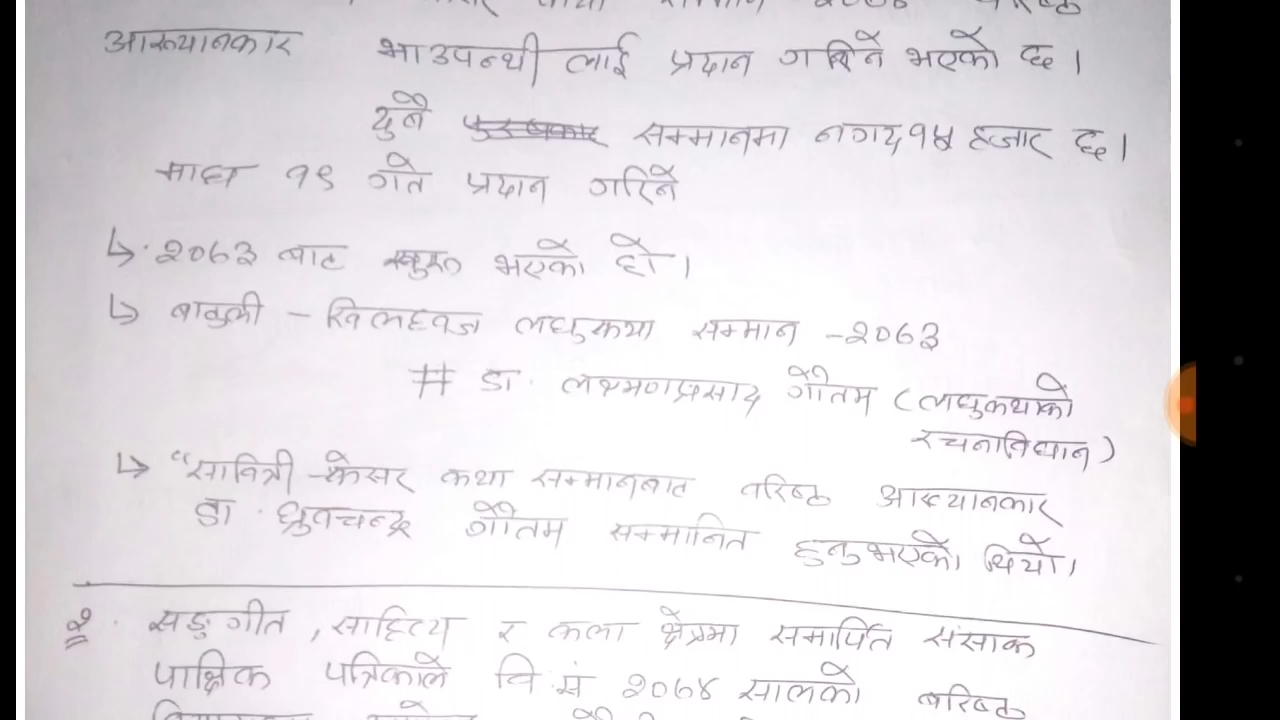 आख्यानकार भाउपन्थी लाई प्रदान गरिने भएको छ ।
दुबै सम्मानमा नगद १५ हजार छ ।
माघ १९ गते प्रदान गरिने
↳ २०६३ बाट सुरु भएको हो ।
↳ बाबुली - खिलध्वज लघुकथा सम्मान - २०६३
# डा. लक्ष्मणप्रसाद गौतम (लघुकथाको
रचनाविधान)
↳ "सावित्री - केसर कथा सम्मानबाट वरिष्ठ आख्यानकार
डा. ध्रुवचन्द्र गौतम सम्मानित हुनुभएको थियो ।
२. सङ्गीत, साहित्य र कला क्षेत्रमा समार्पित संसाक
पाक्षिक पत्रिकाले वि.सं २०७४ सालको बरिष्ठ